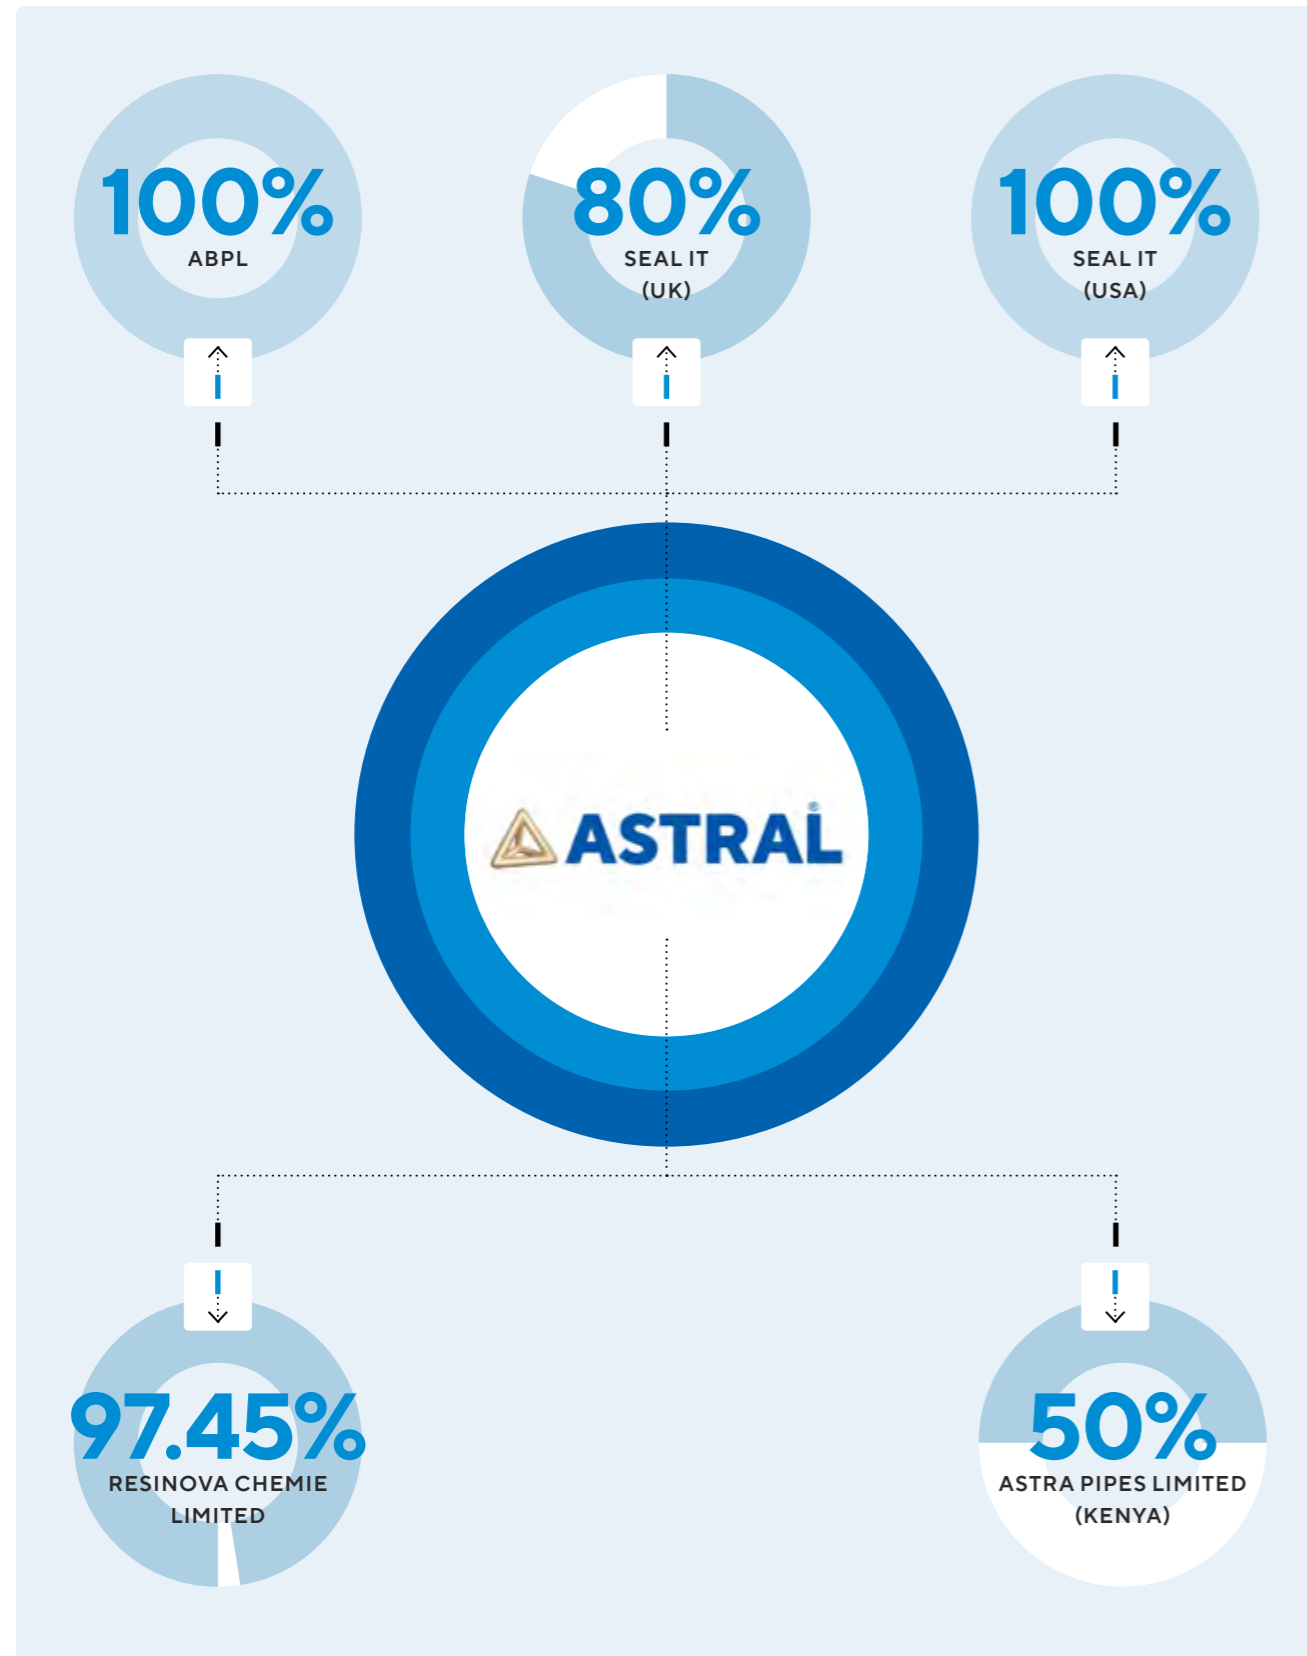 100%
ABPL
80%
SEAL IT
(UK)
100%
SEAL IT
(USA)
ASTRAL®
97.45%
RESINOVA CHEMIE
LIMITED
50%
ASTRA PIPES LIMITED
(KENYA)